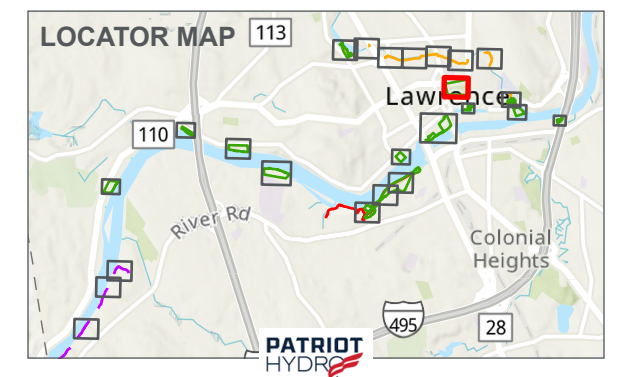 LOCATOR MAP
113
Lawrence
110
River Rd
Colonial
Heights
495
28
PATRIOT
HYDRO